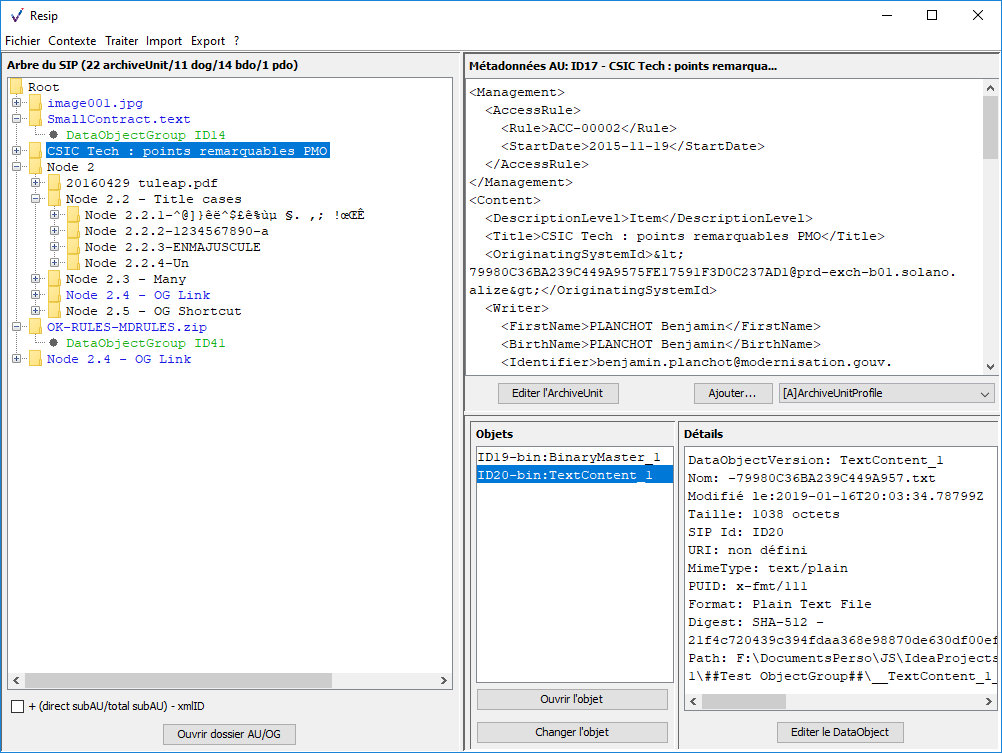 Resip
Fichier Contexte Traiter Import Export ?
Arbre du SIP (22 archiveUnit/11 dog/14 bdo/1 pdo)
Root
image001.jpg
SmallContract.text
DataObjectGroup ID14
CSIC Tech : points remarquables PMO
Node 2
20160429 tuleap.pdf
Node 2.2 - Title cases
Node 2.2.1-^@]}êë^$£ê%ùµ §. ,; !œŒÊ
Node 2.2.2-1234567890-a
Node 2.2.3-ENMAJUSCULE
Node 2.2.4-Un
Node 2.3 - Many
Node 2.4 - OG Link
Node 2.5 - OG Shortcut
OK-RULES-MDRULES.zip
DataObjectGroup ID41
Node 2.4 - OG Link
+ (direct subAU/total subAU) - xmlID
Ouvrir dossier AU/OG
Métadonnées AU: ID17 - CSIC Tech : points remarqua...
<Management>
<AccessRule>
<Rule>ACC-00002</Rule>
<StartDate>2015-11-19</StartDate>
</AccessRule>
</Management>
<Content>
<DescriptionLevel>Item</DescriptionLevel>
<Title>CSIC Tech : points remarquables PMO</Title>
<OriginatingSystemId>&lt;
79980C36BA239C449A9575FE17591F3D0C237AD1@prd-exch-b01.solano.
alize&gt;</OriginatingSystemId>
<Writer>
<FirstName>PLANCHOT Benjamin</FirstName>
<BirthName>PLANCHOT Benjamin</BirthName>
<Identifier>benjamin.planchot@modernisation.gouv.
Editer l'ArchiveUnit
Ajouter...
[A]ArchiveUnitProfile
Objets
ID19-bin:BinaryMaster_1
ID20-bin:TextContent_1
Ouvrir l'objet
Changer l'objet
Détails
DataObjectVersion: TextContent_1
Nom: -79980C36BA239C449A957.txt
Modifié le:2019-01-16T20:03:34.78799Z
Taille: 1038 octets
SIP Id: ID20
URI: non défini
MimeType: text/plain
PUID: x-fmt/111
Format: Plain Text File
Digest: SHA-512 -
21f4c720439c394fdaa368e98870de630df00ef
Path: F:\DocumentsPerso\JS\IdeaProjects
1\##Test ObjectGroup##\__TextContent_1_
Editer le DataObject